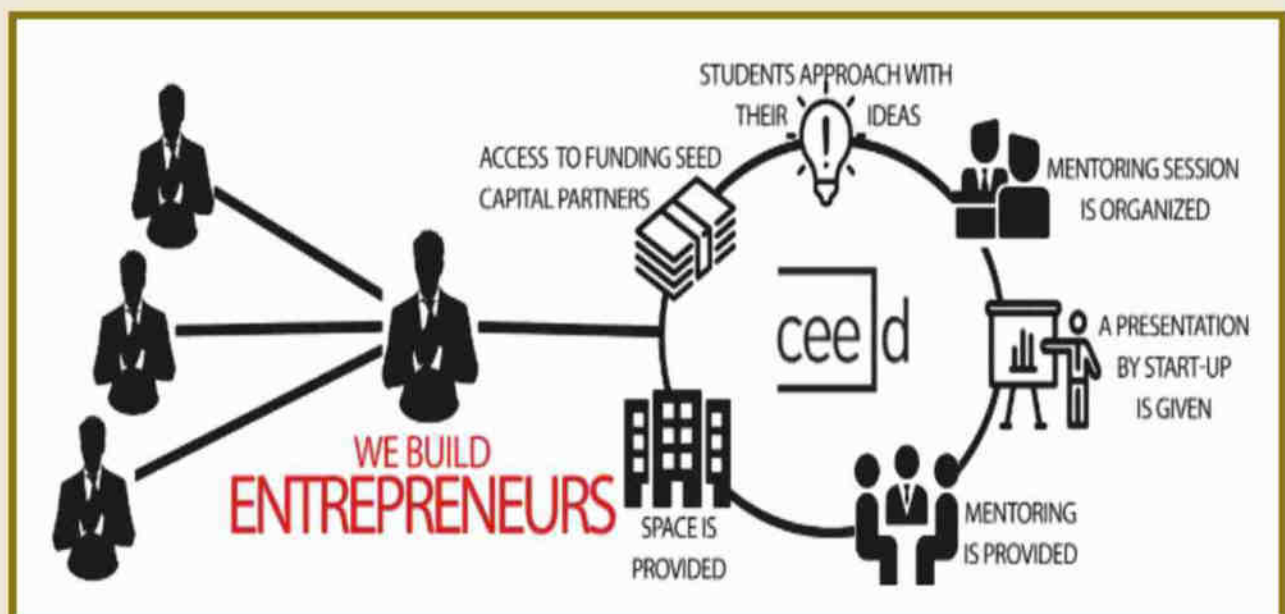 STUDENTS APPROACH WITH
THEIR IDEAS
MENTORING SESSION
IS ORGANIZED
A PRESENTATION
BY START-UP
IS GIVEN
MENTORING
IS PROVIDED
SPACE IS
PROVIDED
ACCESS TO FUNDING SEED
CAPITAL PARTNERS
ceed
WE BUILD
ENTREPRENEURS